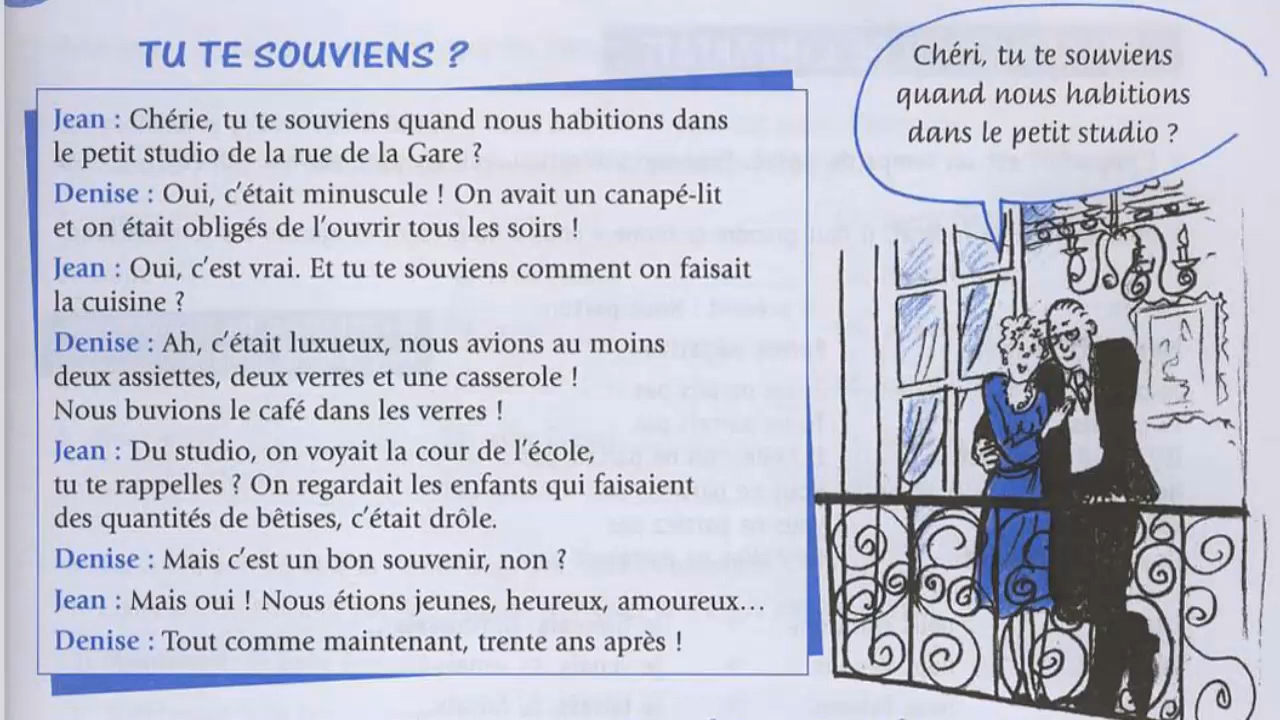 TU TE SOUVIENS ?
Jean : Chérie, tu te souviens quand nous habitions dans
le petit studio de la rue de la Gare ?
Denise : Oui, c'était minuscule ! On avait un canapé-lit
et on était obligés de l'ouvrir tous les soirs !
Jean : Oui, c'est vrai. Et tu te souviens comment on faisait
la cuisine ?
Denise : Ah, c'était luxueux, nous avions au moins
deux assiettes, deux verres et une casserole !
Nous buvions le café dans les verres !
Jean : Du studio, on voyait la cour de l'école,
tu te rappelles ? On regardait les enfants qui faisaient
des quantités de bêtises, c'était drôle.
Denise : Mais c'est un bon souvenir, non ?
Jean : Mais oui ! Nous étions jeunes, heureux, amoureux…
Denise : Tout comme maintenant, trente ans après !
Chéri, tu te souviens
quand nous habitions
dans le petit studio ?